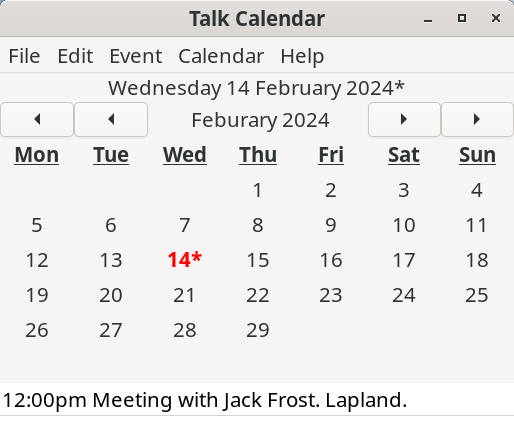 Talk Calendar
File Edit Event Calendar Help
Wednesday 14 February 2024*
Feburary 2024
Mon Tue Wed Thu Fri Sat Sun
1 2 3 4
5 6 7 8 9 10 11
12 13 14* 15 16 17 18
19 20 21 22 23 24 25
26 27 28 29
12:00pm Meeting with Jack Frost. Lapland.